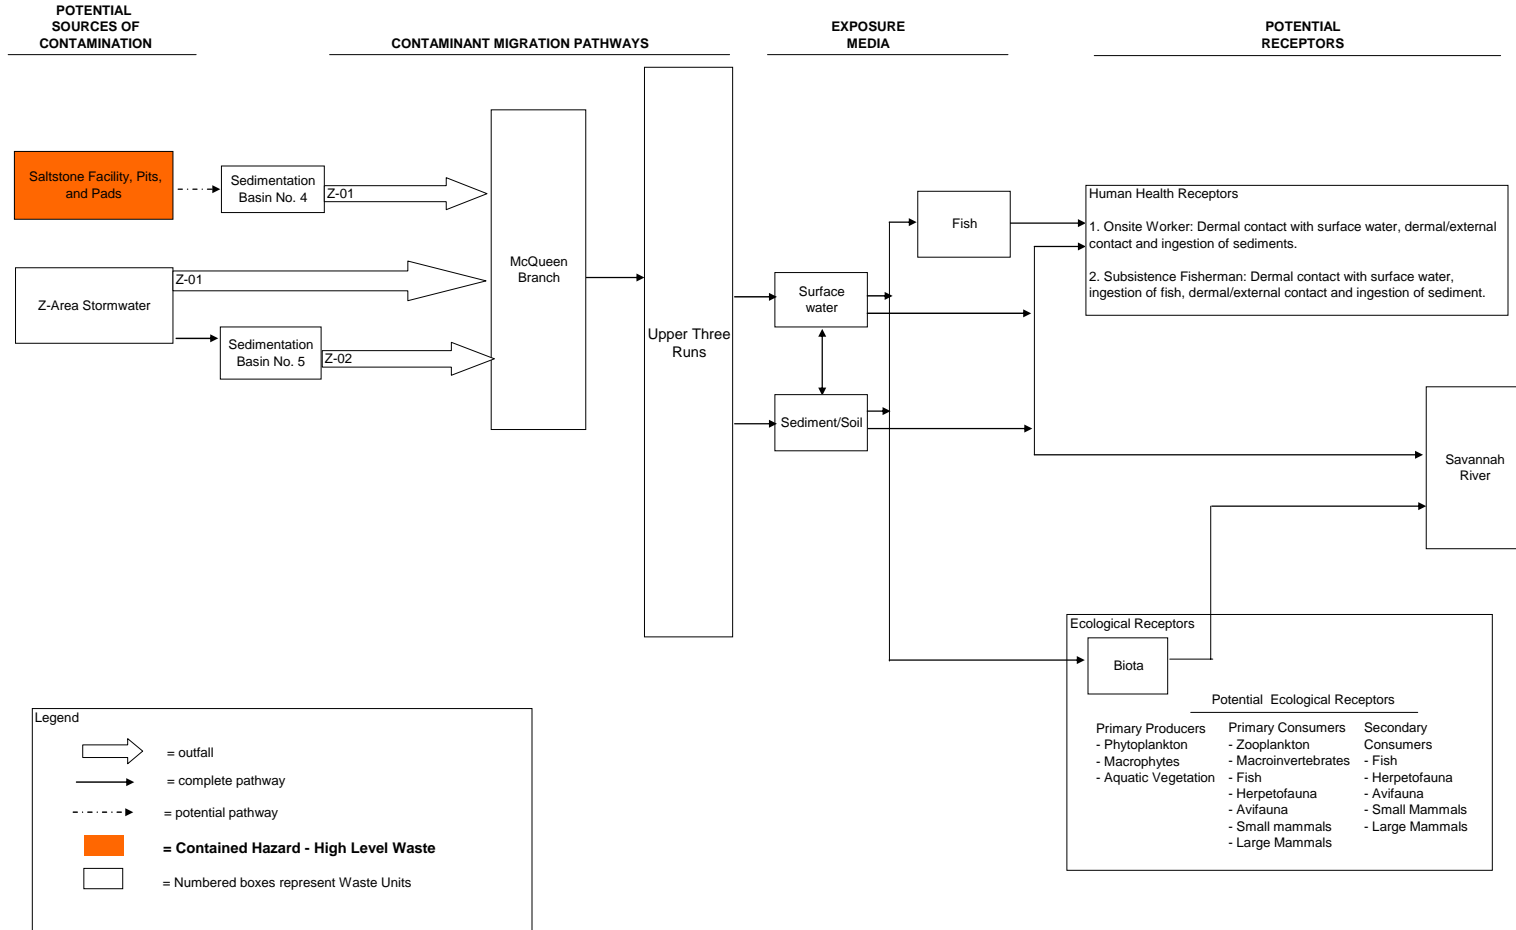 POTENTIAL
SOURCES OF
CONTAMINATION
CONTAMINANT MIGRATION PATHWAYS
EXPOSURE
MEDIA
POTENTIAL
RECEPTORS
Saltstone Facility, Pits,
and Pads
Sedimentation
Basin No. 4
Z-01
Z-Area Stormwater
Z-01
Sedimentation
Basin No. 5
Z-02
McQueen
Branch
Upper Three
Runs
Surface
water
Sediment/Soil
Fish
Human Health Receptors
1. Onsite Worker: Dermal contact with surface water, dermal/external
contact and ingestion of sediments.
2. Subsistence Fisherman: Dermal contact with surface water,
ingestion of fish, dermal/external contact and ingestion of sediment.
Savannah
River
Ecological Receptors
Biota
Potential  Ecological Receptors
Primary Producers
- Phytoplankton
- Macrophytes
- Aquatic Vegetation
Primary Consumers
- Zooplankton
- Macroinvertebrates
- Fish
- Herpetofauna
- Avifauna
- Small mammals
- Large Mammals
Secondary
Consumers
- Fish
- Herpetofauna
- Avifauna
- Small Mammals
- Large Mammals
Legend
= outfall
= complete pathway
= potential pathway
= Contained Hazard - High Level Waste
= Numbered boxes represent Waste Units